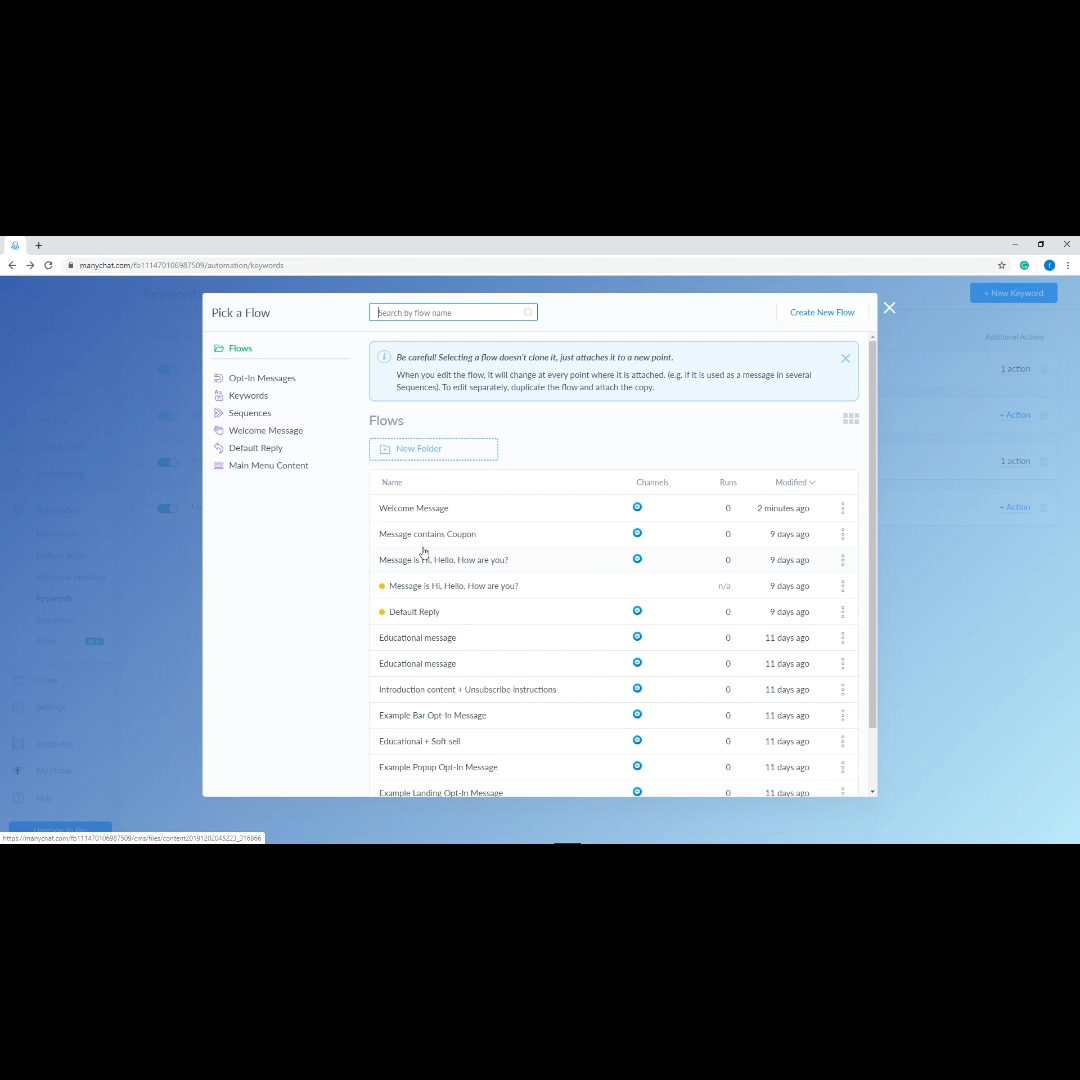 manychat.com/fb111470106987509/automation/keywords
Keywords
+ New Keyword
Pick a Flow
Search by flow name
Create New Flow
Flows
Opt-In Messages
Keywords
Sequences
Welcome Message
Default Reply
Main Menu Content
Be careful! Selecting a flow doesn't clone it, just attaches it to a new point.
When you edit the flow, it will change at every point where it is attached. (e.g. if it is used as a message in several
Sequences). To edit separately, duplicate the flow and attach the copy.
Flows
New Folder
Name Channels Runs Modified
Welcome Message 0 2 minutes ago
Message contains Coupon 0 9 days ago
Message is Hi, Hello, How are you? 0 9 days ago
Message is Hi, Hello, How are you? n/a 9 days ago
Default Reply 0 9 days ago
Educational message 0 11 days ago
Educational message 0 11 days ago
Introduction content + Unsubscribe Instructions 0 11 days ago
Example Bar Opt-In Message 0 11 days ago
Educational + Soft sell 0 11 days ago
Example Popup Opt-In Message 0 11 days ago
Example Landing Opt-In Message 0 11 days ago
Additional Actions
1 action
+ Action
1 action
+ Action
Automation
Default Reply
Welcome Message
Keywords
Sequences
Flows
Settings
Templates
My Profile
Help
https://manychat.com/fb111470106987509/cms/files/content20191202045223_316866